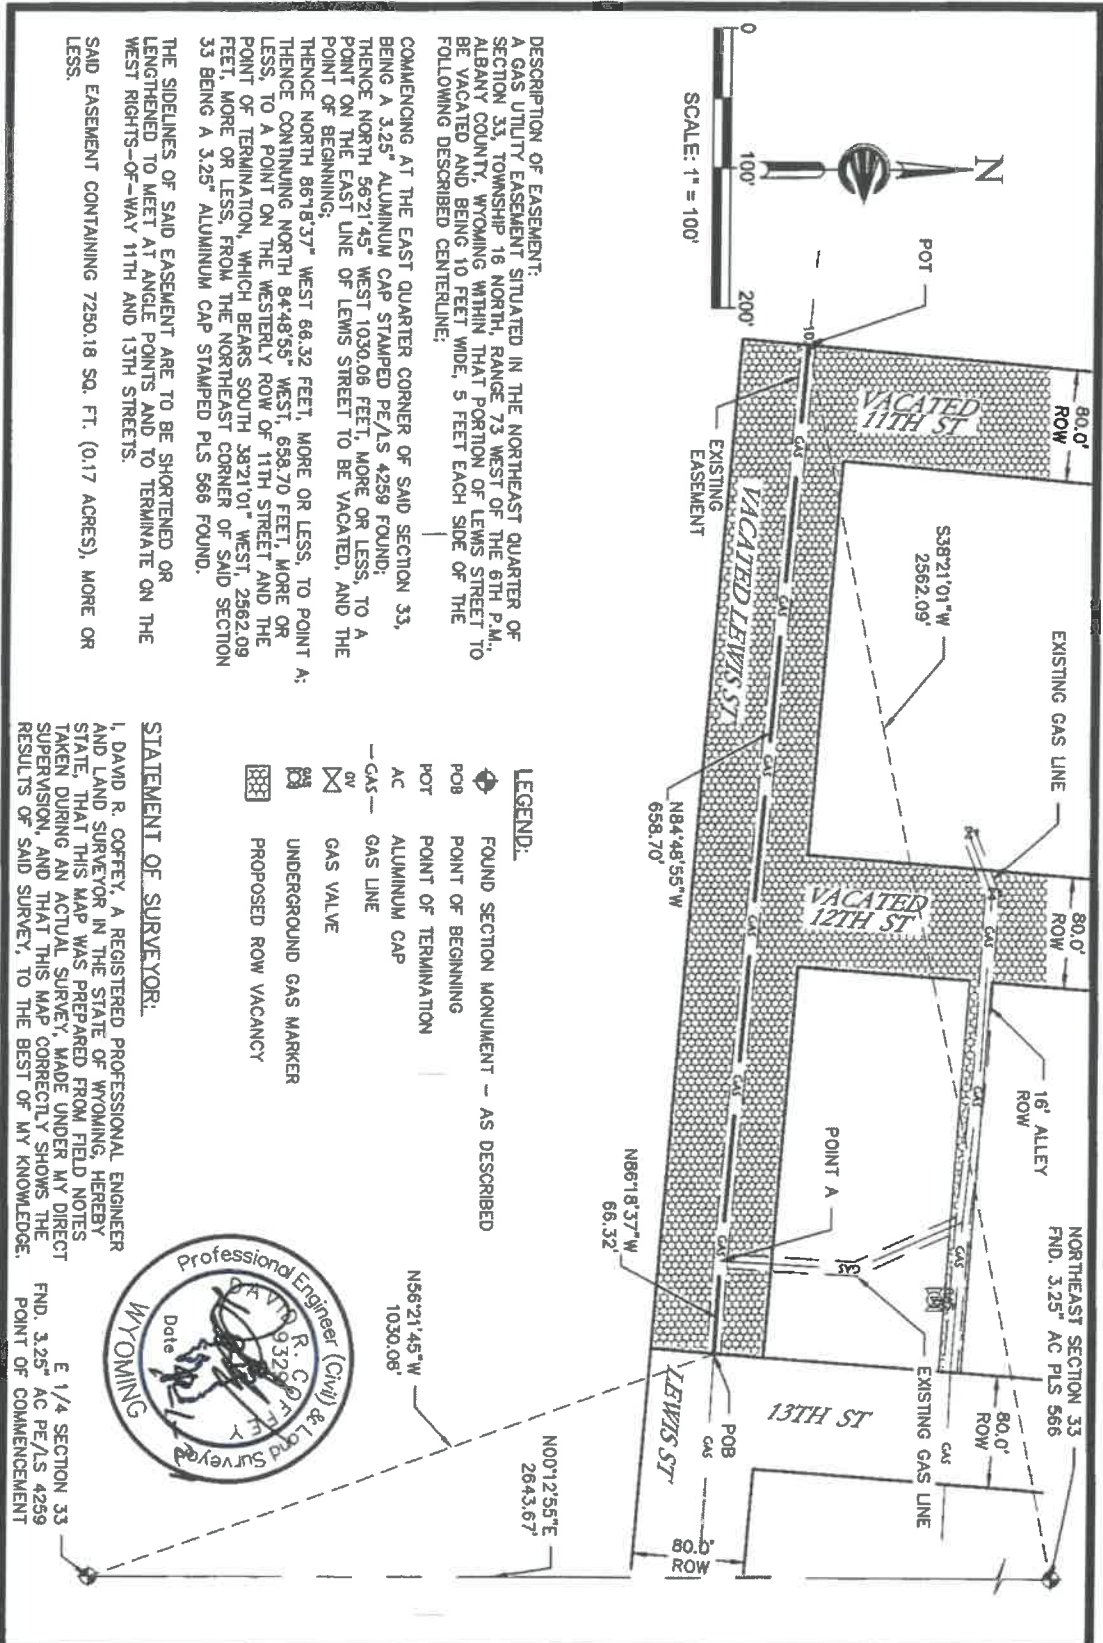 N
0
100'
200'
SCALE: 1" = 100'
POT
10'
80.0'
ROW
VACATED
11TH ST
EXISTING
EASEMENT
VACATED LEWIS ST
S38°21'01"W
2562.09'
EXISTING GAS LINE
N84°48'55"W
658.70'
80.0'
ROW
VACATED
12TH ST
16' ALLEY
ROW
POINT A
N86°18'37"W
66.32'
NORTHEAST SECTION 33
FND. 3.25" AC PLS 566
EXISTING GAS LINE
80.0'
ROW
13TH ST
POB
LEWIS ST
80.0'
ROW
GAS
GAS
GAS
GAS
GAS
GAS
GAS
GAS
GAS
GAS
GAS
GAS
GAS
N56°21'45"W
1030.06'
N00°12'55"E
2643.67'
E 1/4 SECTION 33
FND. 3.25" AC PE/LS 4259
POINT OF COMMENCEMENT
DESCRIPTION OF EASEMENT:
A GAS UTILITY EASEMENT SITUATED IN THE NORTHEAST QUARTER OF
SECTION 33, TOWNSHIP 16 NORTH, RANGE 73 WEST OF THE 6TH P.M.,
ALBANY COUNTY, WYOMING WITHIN THAT PORTION OF LEWIS STREET TO
BE VACATED AND BEING 10 FEET WIDE, 5 FEET EACH SIDE OF THE
FOLLOWING DESCRIBED CENTERLINE;
COMMENCING AT THE EAST QUARTER CORNER OF SAID SECTION 33,
BEING A 3.25" ALUMINUM CAP STAMPED PE/LS 4259 FOUND;
THENCE NORTH 56°21'45" WEST 1030.06 FEET, MORE OR LESS, TO A
POINT ON THE EAST LINE OF LEWIS STREET TO BE VACATED, AND THE
POINT OF BEGINNING;
THENCE NORTH 86°18'37" WEST 66.32 FEET, MORE OR LESS, TO POINT A;
THENCE CONTINUING NORTH 84°48'55" WEST, 658.70 FEET, MORE OR
LESS, TO A POINT ON THE WESTERLY ROW OF 11TH STREET AND THE
POINT OF TERMINATION, WHICH BEARS SOUTH 38°21'01" WEST, 2562.09
FEET, MORE OR LESS, FROM THE NORTHEAST CORNER OF SAID SECTION
33 BEING A 3.25" ALUMINUM CAP STAMPED PLS 566 FOUND.
THE SIDELINES OF SAID EASEMENT ARE TO BE SHORTENED OR
LENGTHENED TO MEET AT ANGLE POINTS AND TO TERMINATE ON THE
WEST RIGHTS-OF-WAY 11TH AND 13TH STREETS.
SAID EASEMENT CONTAINING 7250.18 SQ. FT. (0.17 ACRES), MORE OR
LESS.
LEGEND:
FOUND SECTION MONUMENT - AS DESCRIBED
POB POINT OF BEGINNING
POT POINT OF TERMINATION
AC ALUMINUM CAP
—GAS— GAS LINE
GV GAS VALVE
GAS UNDERGROUND GAS MARKER
PROPOSED ROW VACANCY
STATEMENT OF SURVEYOR:
I, DAVID R. COFFEY, A REGISTERED PROFESSIONAL ENGINEER
AND LAND SURVEYOR IN THE STATE OF WYOMING, HEREBY
STATE, THAT THIS MAP WAS PREPARED FROM FIELD NOTES
TAKEN DURING AN ACTUAL SURVEY, MADE UNDER MY DIRECT
SUPERVISION, AND THAT THIS MAP CORRECTLY SHOWS THE
RESULTS OF SAID SURVEY, TO THE BEST OF MY KNOWLEDGE.
Professional Engineer (Civil) & Land Surveyor
DAVID R. COFFEY
Date
WYOMING